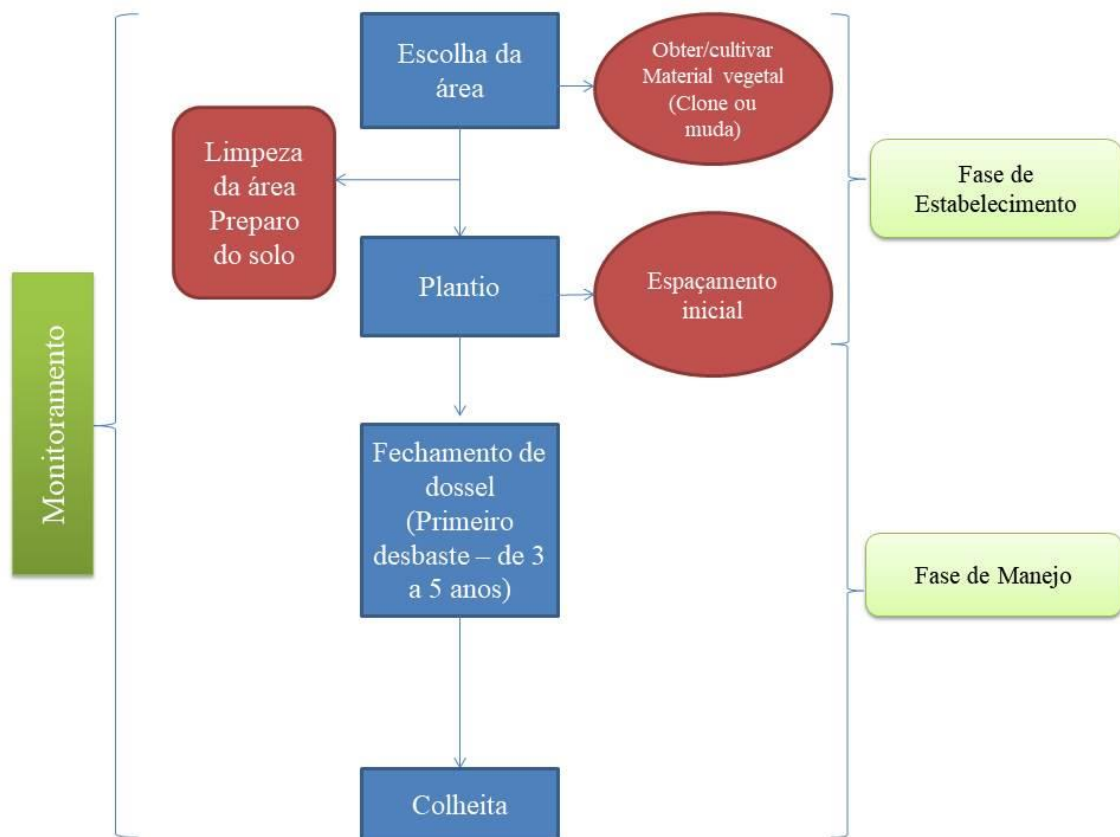 Escolha da
área
Obter/cultivar
Material vegetal
(Clone ou
muda)
Limpeza
da área
Preparo
do solo
Fase de
Estabelecimento
Plantio
Espaçamento
inicial
Monitoramento
Fechamento de
dossel
(Primeiro
desbaste – de 3
a 5 anos)
Fase de Manejo
Colheita